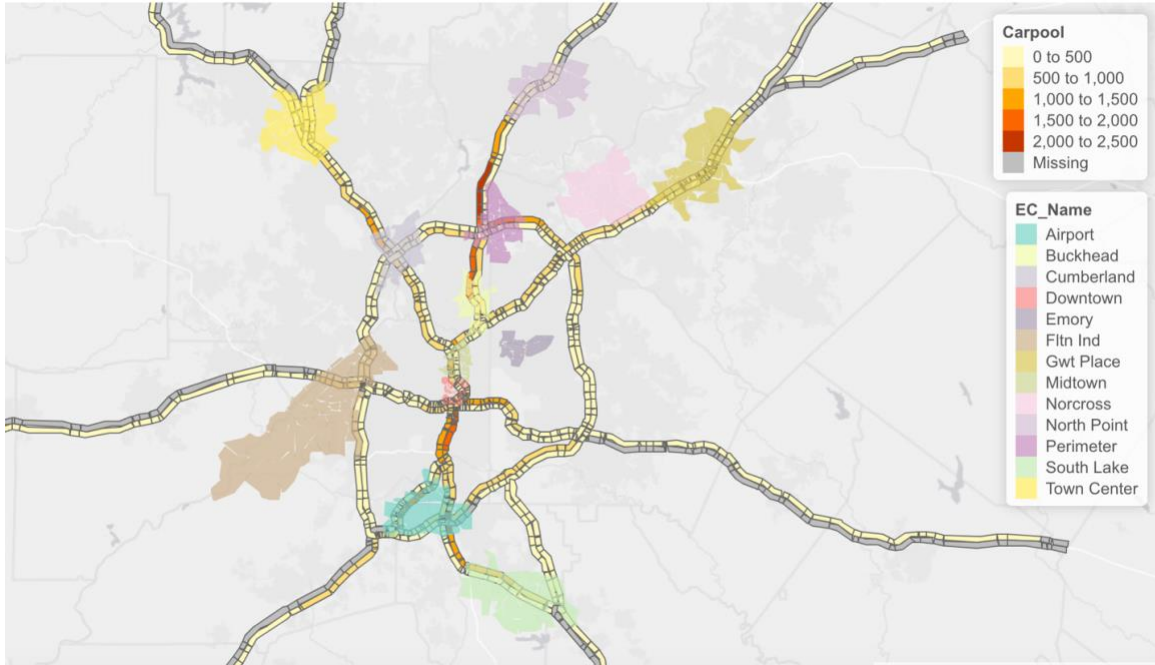 Carpool
0 to 500
500 to 1,000
1,000 to 1,500
1,500 to 2,000
2,000 to 2,500
Missing
EC_Name
Airport
Buckhead
Cumberland
Downtown
Emory
Fltn Ind
Gwt Place
Midtown
Norcross
North Point
Perimeter
South Lake
Town Center